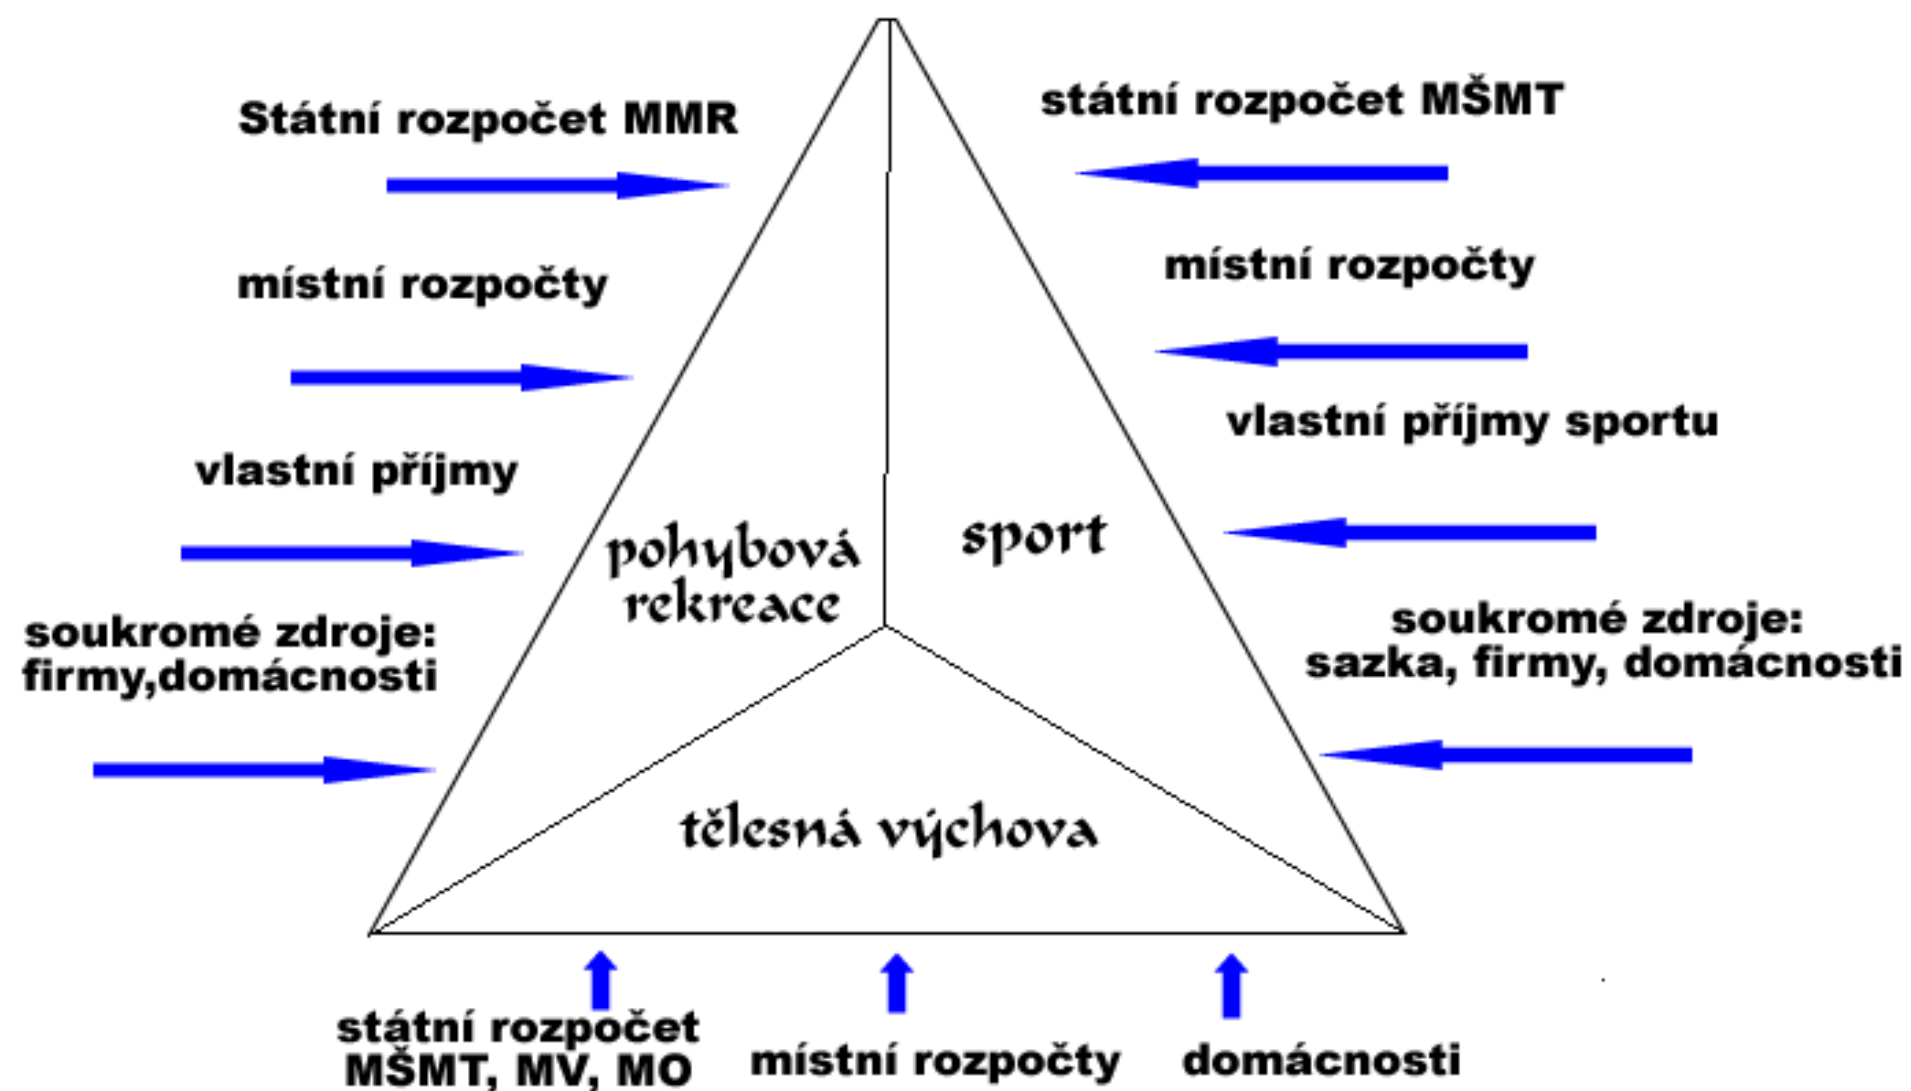 Státní rozpočet MMR
místní rozpočty
vlastní příjmy
soukromé zdroje:
firmy,domácnosti
státní rozpočet MŠMT
místní rozpočty
vlastní příjmy sportu
soukromé zdroje:
sazka, firmy, domácnosti
pohybová
rekreace
sport
tělesná výchova
státní rozpočet
MŠMT, MV, MO
místní rozpočty
domácnosti